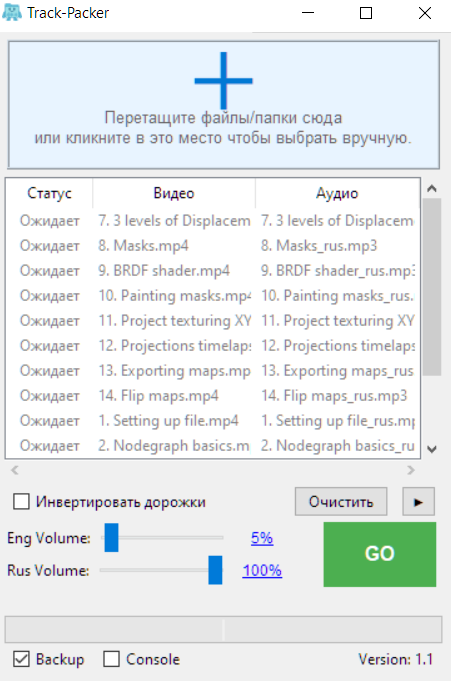 Track-Packer
Перетащите файлы/папки сюда
или кликните в это место чтобы выбрать вручную.
Статус Видео Аудио
Ожидает 7. 3 levels of Displacem 7. 3 levels of Displacem
Ожидает 8. Masks.mp4 8. Masks_rus.mp3
Ожидает 9. BRDF shader.mp4 9. BRDF shader_rus.mp3
Ожидает 10. Painting masks.mp4 10. Painting masks_rus.
Ожидает 11. Project texturing XY 11. Project texturing XY
Ожидает 12. Projections timelaps 12. Projections timelaps
Ожидает 13. Exporting maps.mp 13. Exporting maps_rus
Ожидает 14. Flip maps.mp4 14. Flip maps_rus.mp3
Ожидает 1. Setting up file.mp4 1. Setting up file_rus.mp
Ожидает 2. Nodegraph basics.m 2. Nodegraph basics_ru
Инвертировать дорожки Очистить ►
Eng Volume: 5%
Rus Volume: 100%
GO
Backup Console Version: 1.1